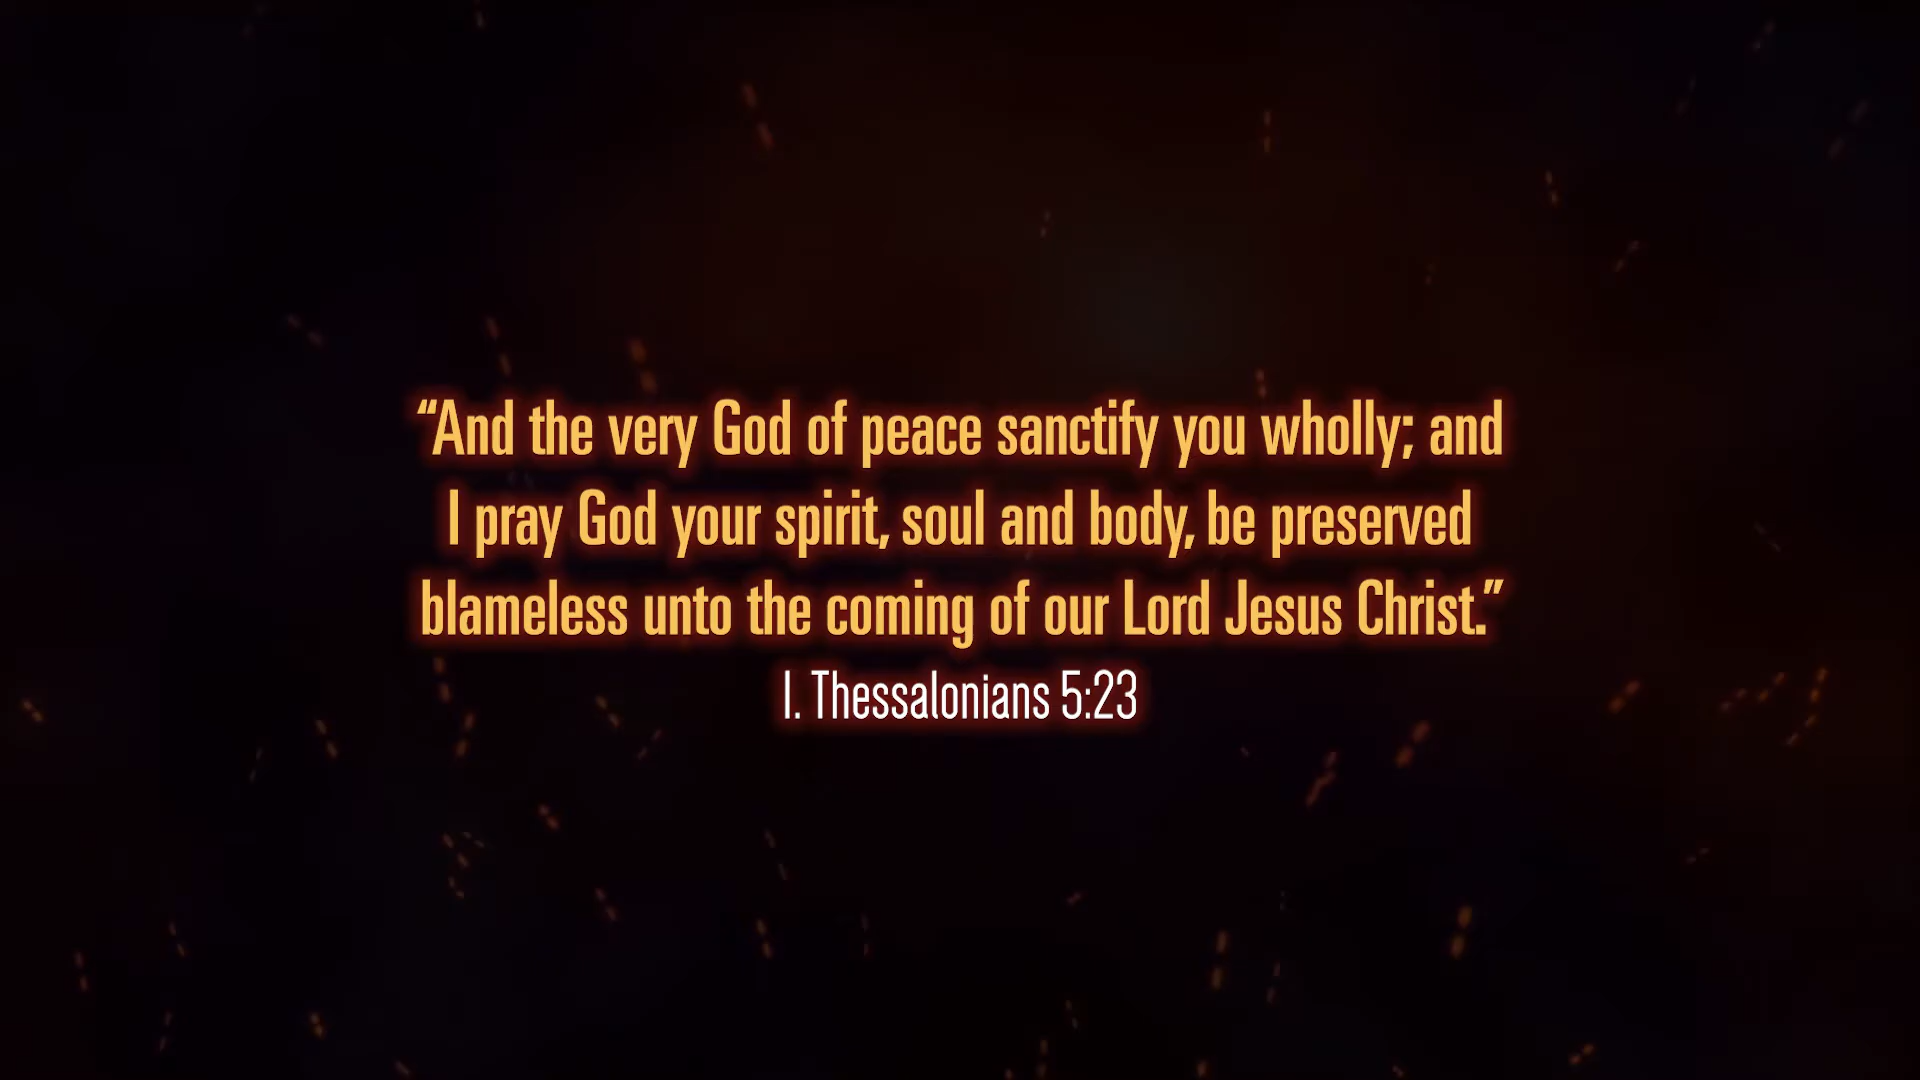 “And the very God of peace sanctify you wholly; and
I pray God your spirit, soul and body, be preserved
blameless unto the coming of our Lord Jesus Christ.”
I. Thessalonians 5:23